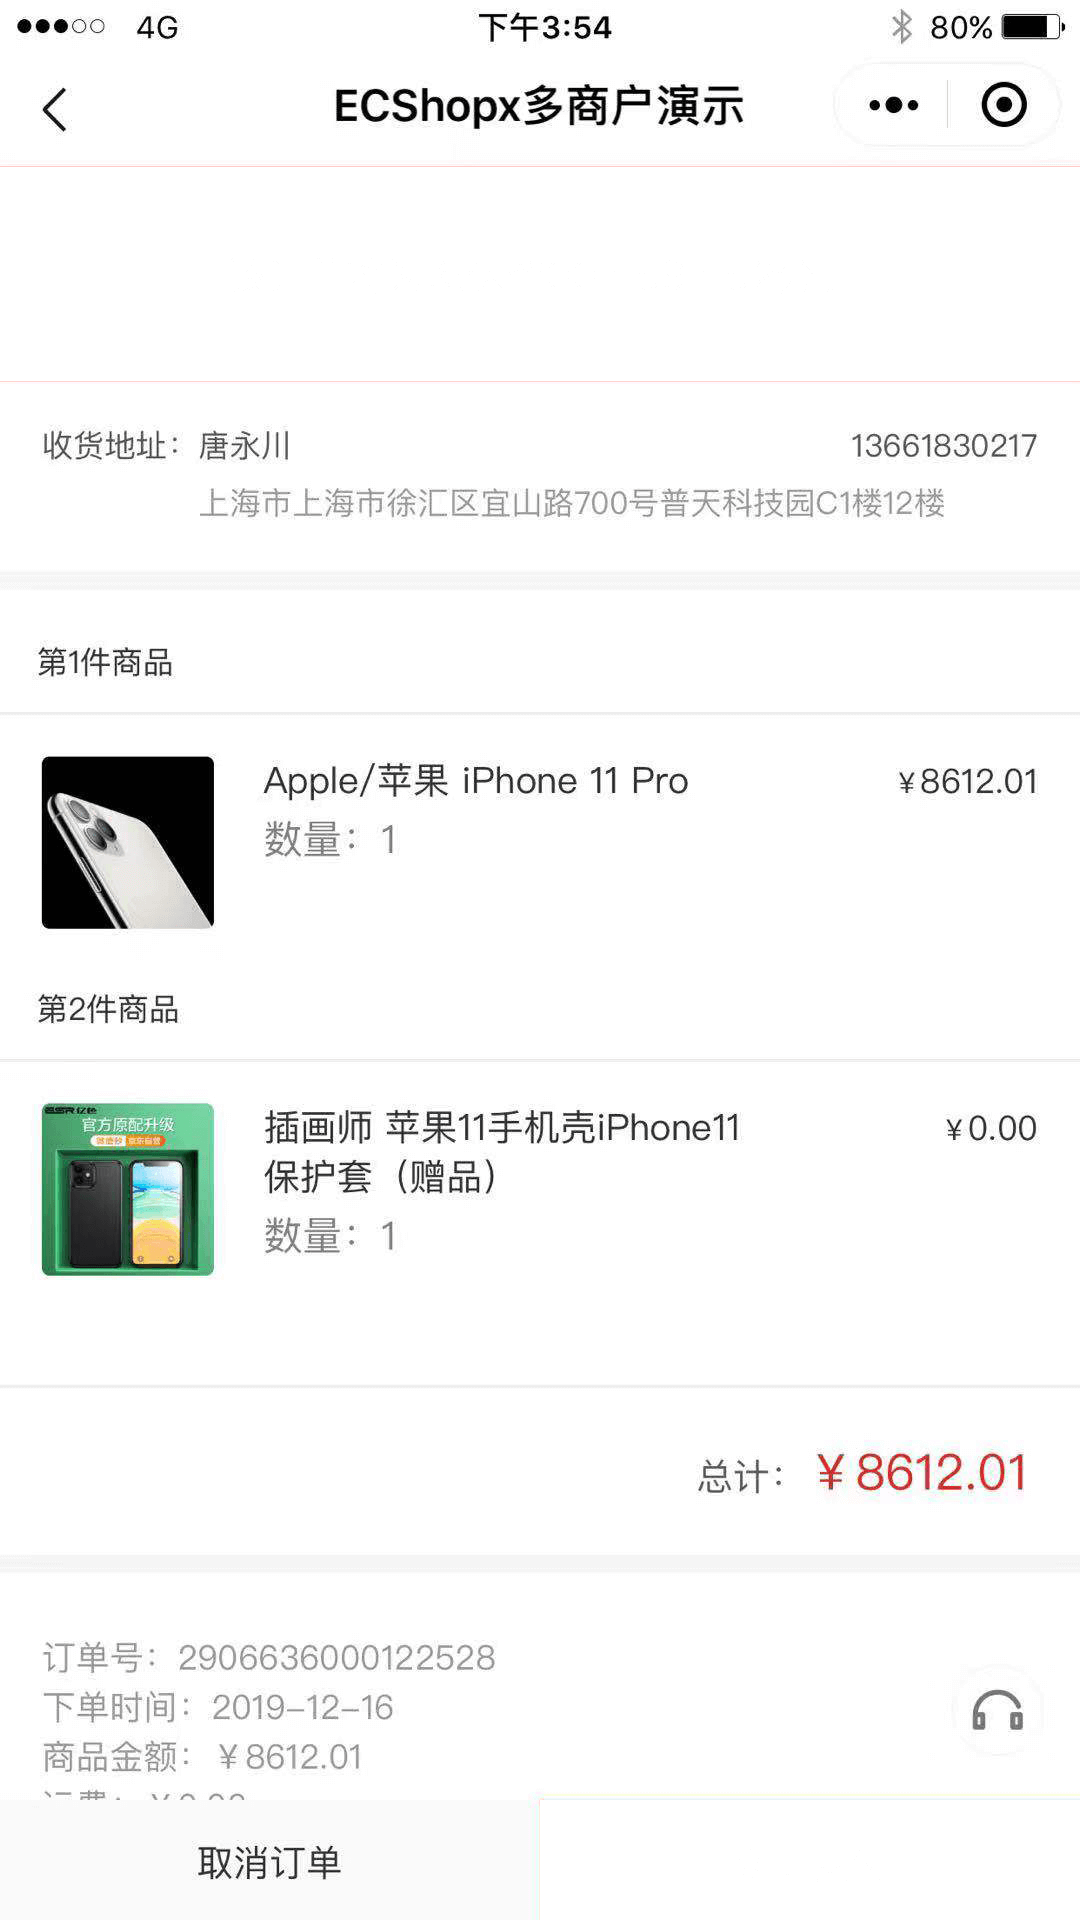 4G 下午3:54 80%
ECShopx多商户演示
收货地址：唐永川 13661830217
上海市上海市徐汇区宜山路700号普天科技园C1楼12楼
第1件商品
Apple/苹果 iPhone 11 Pro ¥8612.01
数量：1
第2件商品
官方原配升级
插画师 苹果11手机壳iPhone11 ¥0.00
保护套（赠品）
数量：1
总计：¥8612.01
订单号：2906636000122528
下单时间：2019-12-16
商品金额：¥8612.01
取消订单